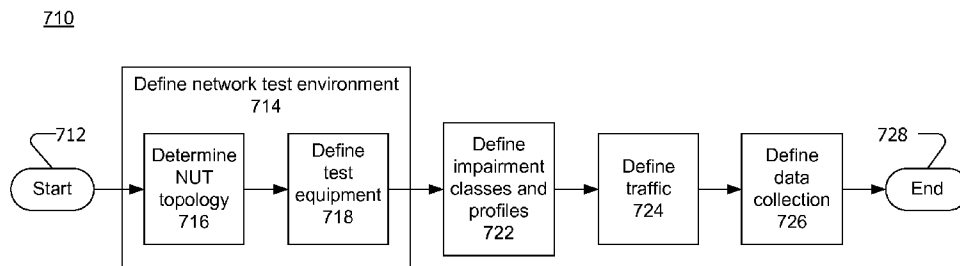 710
Define network test environment
714
712
Start
Determine
NUT
topology
716
Define
test
equipment
718
Define
impairment
classes and
profiles
722
Define
traffic
724
Define
data
collection
726
728
End